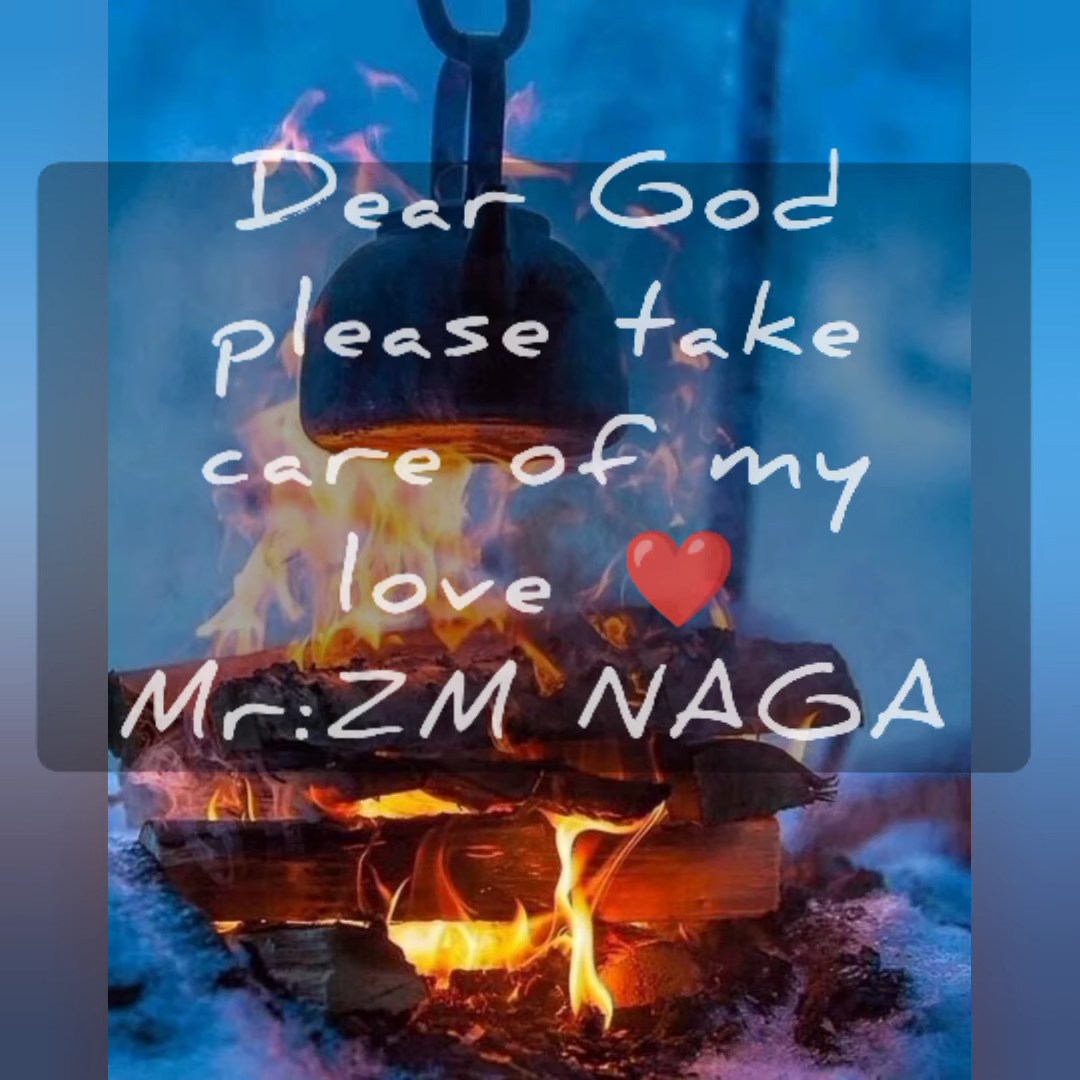 Dear God
please take
care of my
love ❤️
Mr:ZM NAGA